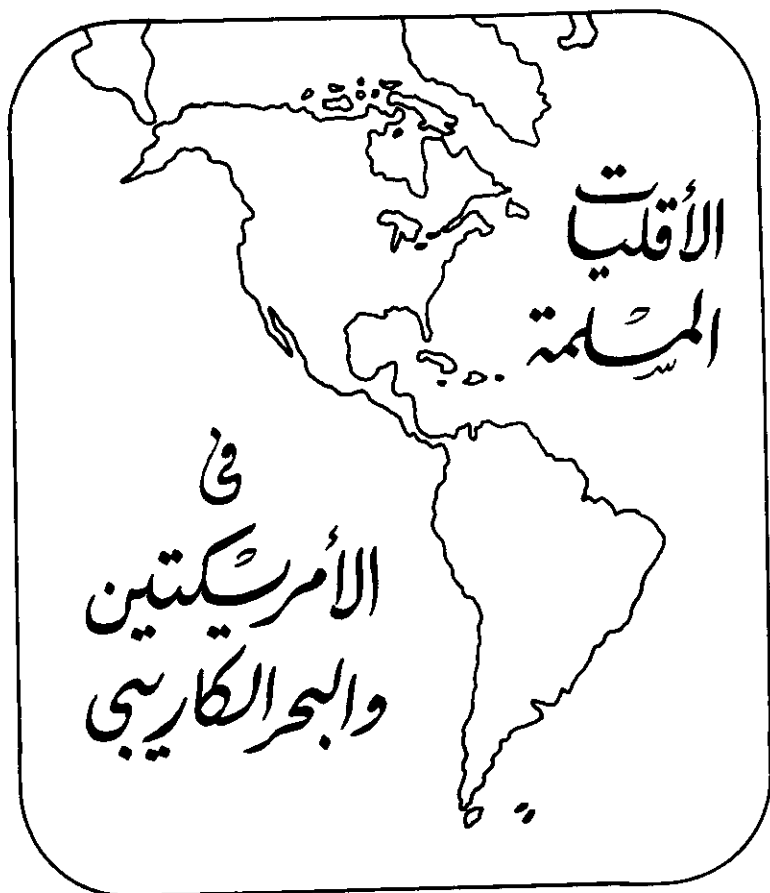 الأقليات
المسلمة
في
الأمريكتين
والبحر الكاريبي